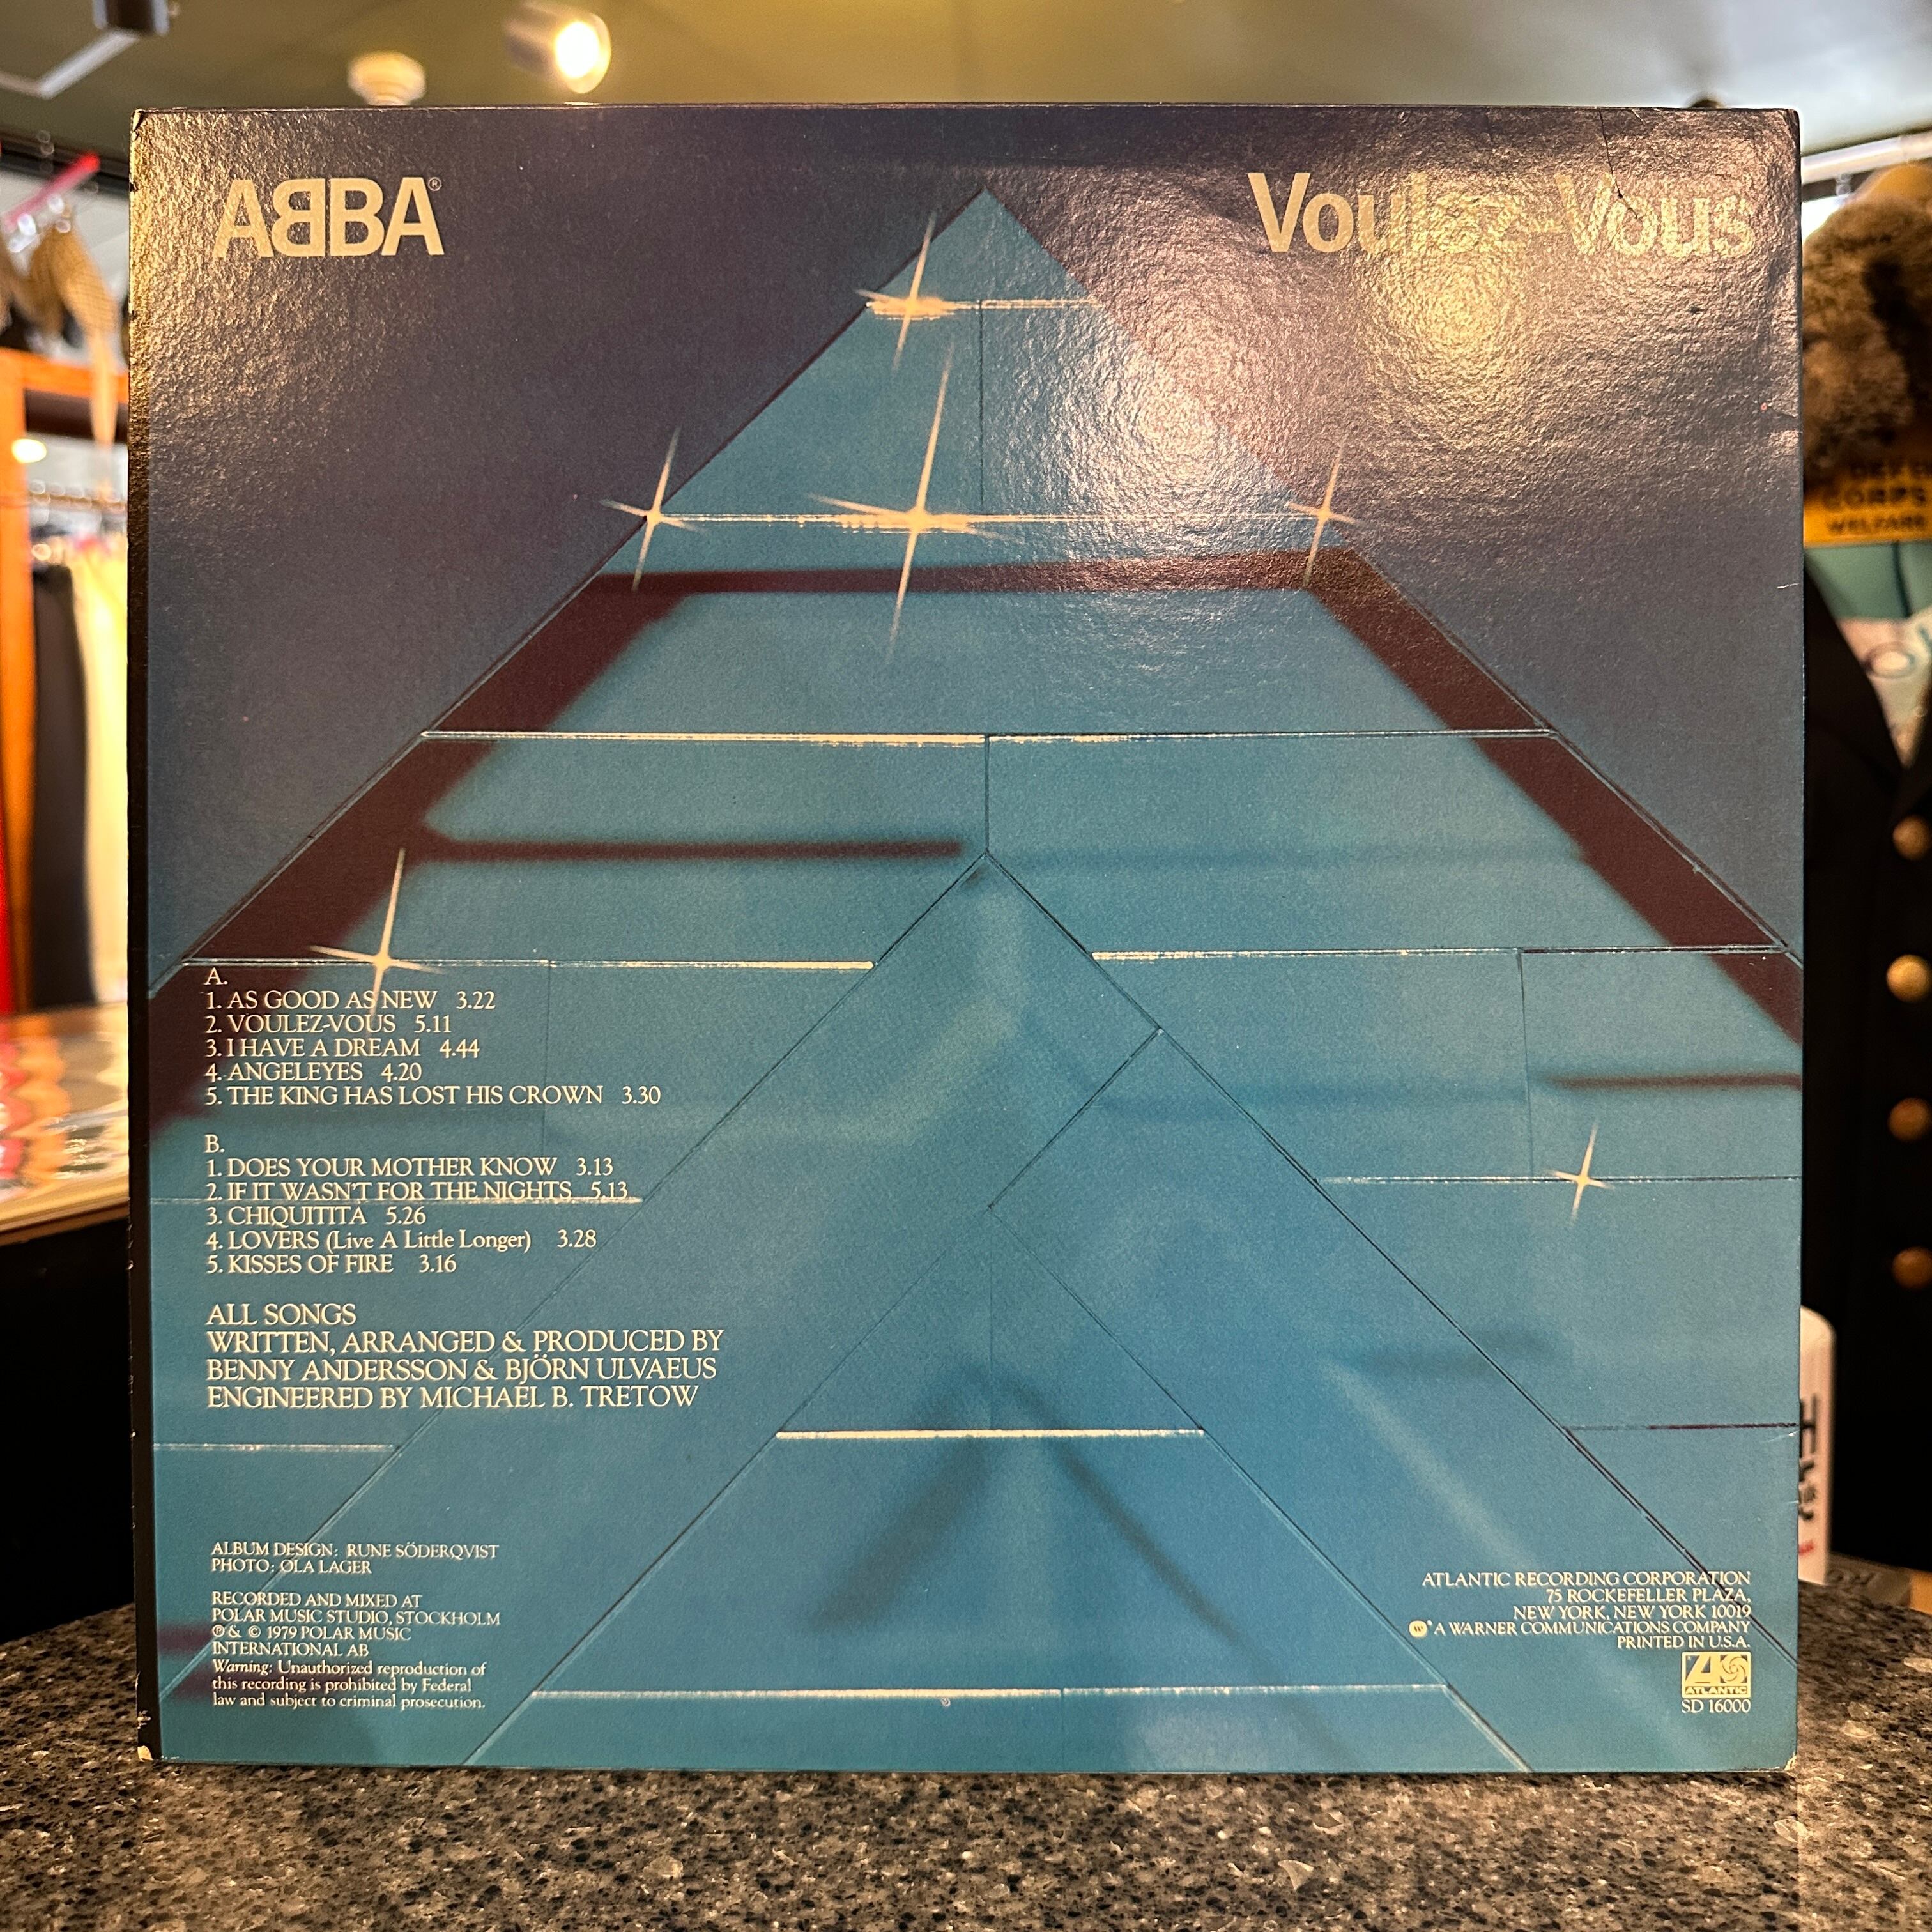 ABBA®
Voulez-Vous
A.
1. AS GOOD AS NEW 3.22
2. VOULEZ-VOUS 5.11
3. I HAVE A DREAM 4.44
4. ANGELEYES 4.20
5. THE KING HAS LOST HIS CROWN 3.30
B.
1. DOES YOUR MOTHER KNOW 3.13
2. IF IT WASN'T FOR THE NIGHTS 5.13
3. CHIQUITITA 5.26
4. LOVERS (Live A Little Longer) 3.28
5. KISSES OF FIRE 3.16
ALL SONGS
WRITTEN, ARRANGED & PRODUCED BY
BENNY ANDERSSON & BJÖRN ULVAEUS
ENGINEERED BY MICHAEL B. TRETOW
ALBUM DESIGN: RUNE SÖDERQVIST
PHOTO: OLA LAGER
RECORDED AND MIXED AT
POLAR MUSIC STUDIO, STOCKHOLM
℗ & © 1979 POLAR MUSIC
INTERNATIONAL AB
Warning: Unauthorized reproduction of
this recording is prohibited by Federal
law and subject to criminal prosecution.
ATLANTIC RECORDING CORPORATION
75 ROCKEFELLER PLAZA,
NEW YORK, NEW YORK 10019
W® A WARNER COMMUNICATIONS COMPANY
PRINTED IN U.S.A.
ATLANTIC
SD 16000
CORPS
WELFARE